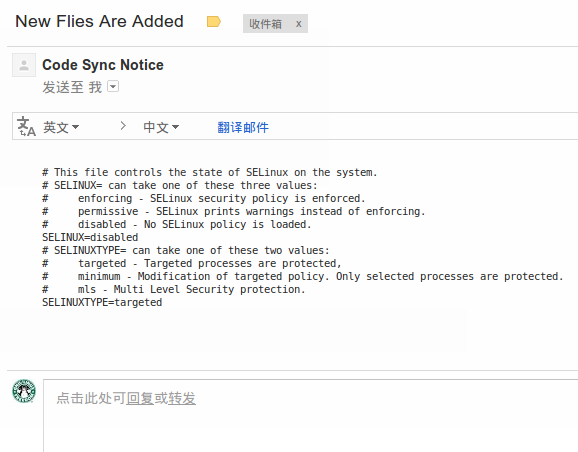 New Flies Are Added 收件箱 x
Code Sync Notice
发送至 我
英文 > 中文 翻译邮件
# This file controls the state of SELinux on the system.
# SELINUX= can take one of these three values:
#     enforcing - SELinux security policy is enforced.
#     permissive - SELinux prints warnings instead of enforcing.
#     disabled - No SELinux policy is loaded.
SELINUX=disabled
# SELINUXTYPE= can take one of these two values:
#     targeted - Targeted processes are protected,
#     minimum - Modification of targeted policy. Only selected processes are protected.
#     mls - Multi Level Security protection.
SELINUXTYPE=targeted
点击此处可回复或转发